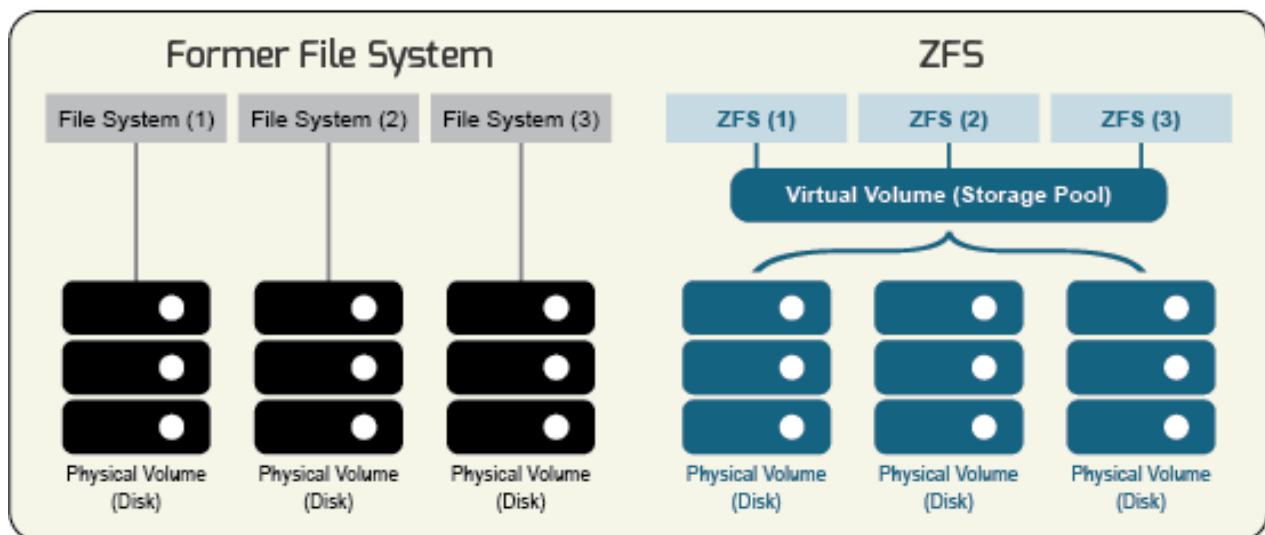 Former File System
ZFS
File System (1)
File System (2)
File System (3)
ZFS (1)
ZFS (2)
ZFS (3)
Virtual Volume (Storage Pool)
Physical Volume
(Disk)
Physical Volume
(Disk)
Physical Volume
(Disk)
Physical Volume
(Disk)
Physical Volume
(Disk)
Physical Volume
(Disk)